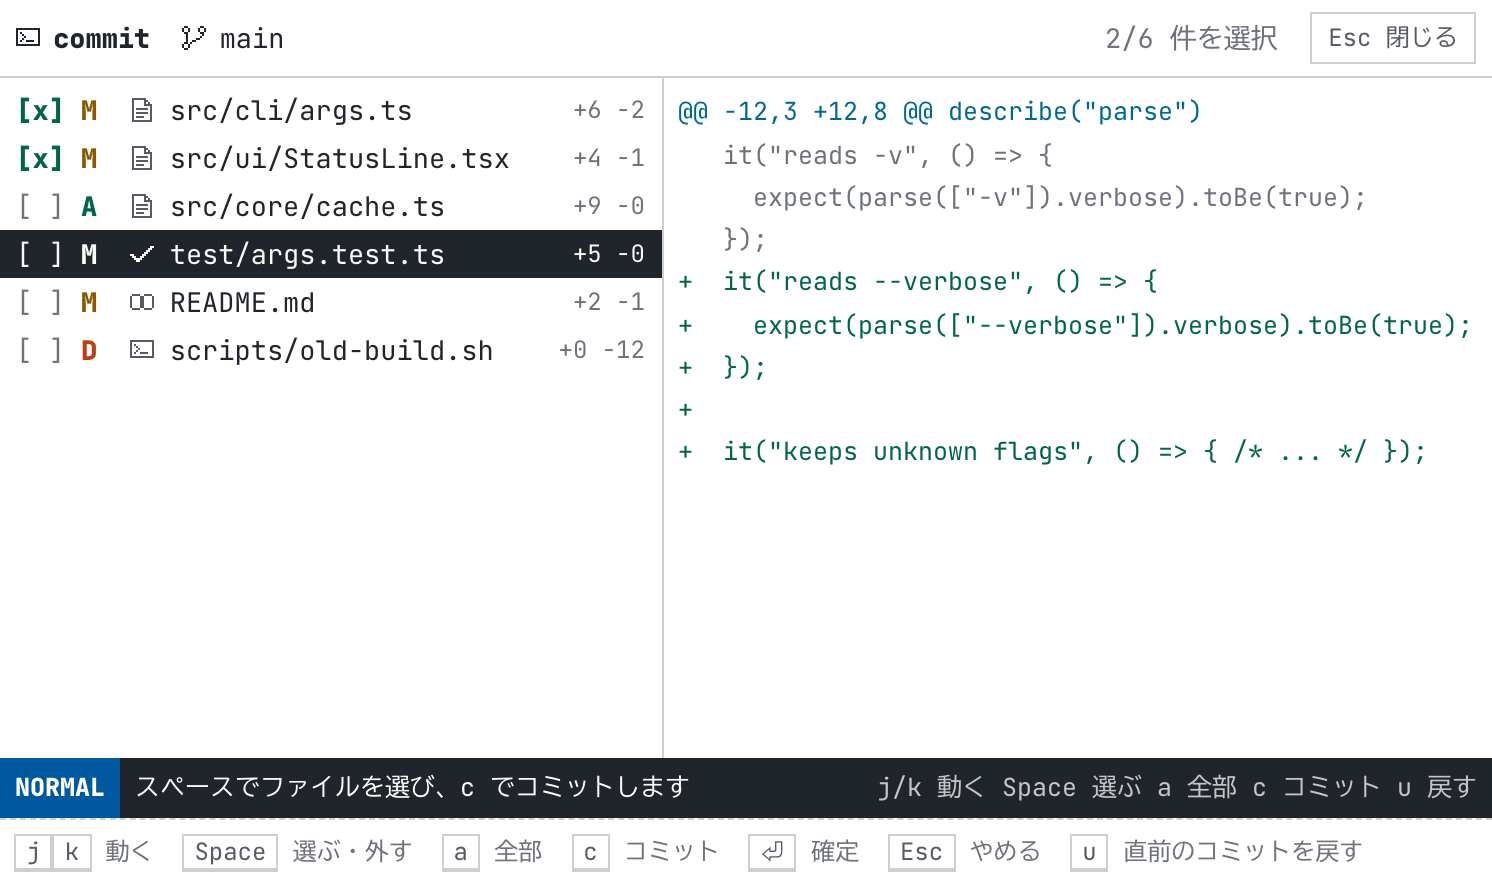 commit main 2/6 件を選択 Esc 閉じる
[x] M src/cli/args.ts +6 -2
[x] M src/ui/StatusLine.tsx +4 -1
[ ] A src/core/cache.ts +9 -0
[ ] M test/args.test.ts +5 -0
[ ] M README.md +2 -1
[ ] D scripts/old-build.sh +0 -12
@@ -12,3 +12,8 @@ describe("parse")
it("reads -v", () => {
expect(parse(["-v"]).verbose).toBe(true);
});
+ it("reads --verbose", () => {
+ expect(parse(["--verbose"]).verbose).toBe(true);
+ });
+
+ it("keeps unknown flags", () => { /* ... */ });
NORMAL スペースでファイルを選び、c でコミットします j/k 動く Space 選ぶ a 全部 c コミット u 戻す
j k 動く Space 選ぶ・外す a 全部 c コミット 確定 Esc やめる u 直前のコミットを戻す